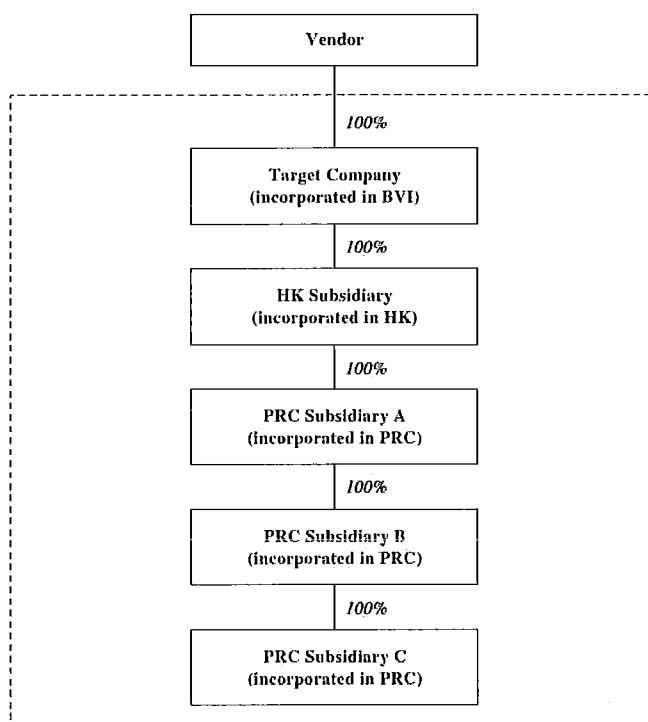 Vendor
100%
Target Company
(incorporated in BVI)
100%
HK Subsidiary
(incorporated in HK)
100%
PRC Subsidiary A
(incorporated in PRC)
100%
PRC Subsidiary B
(incorporated in PRC)
100%
PRC Subsidiary C
(incorporated in PRC)